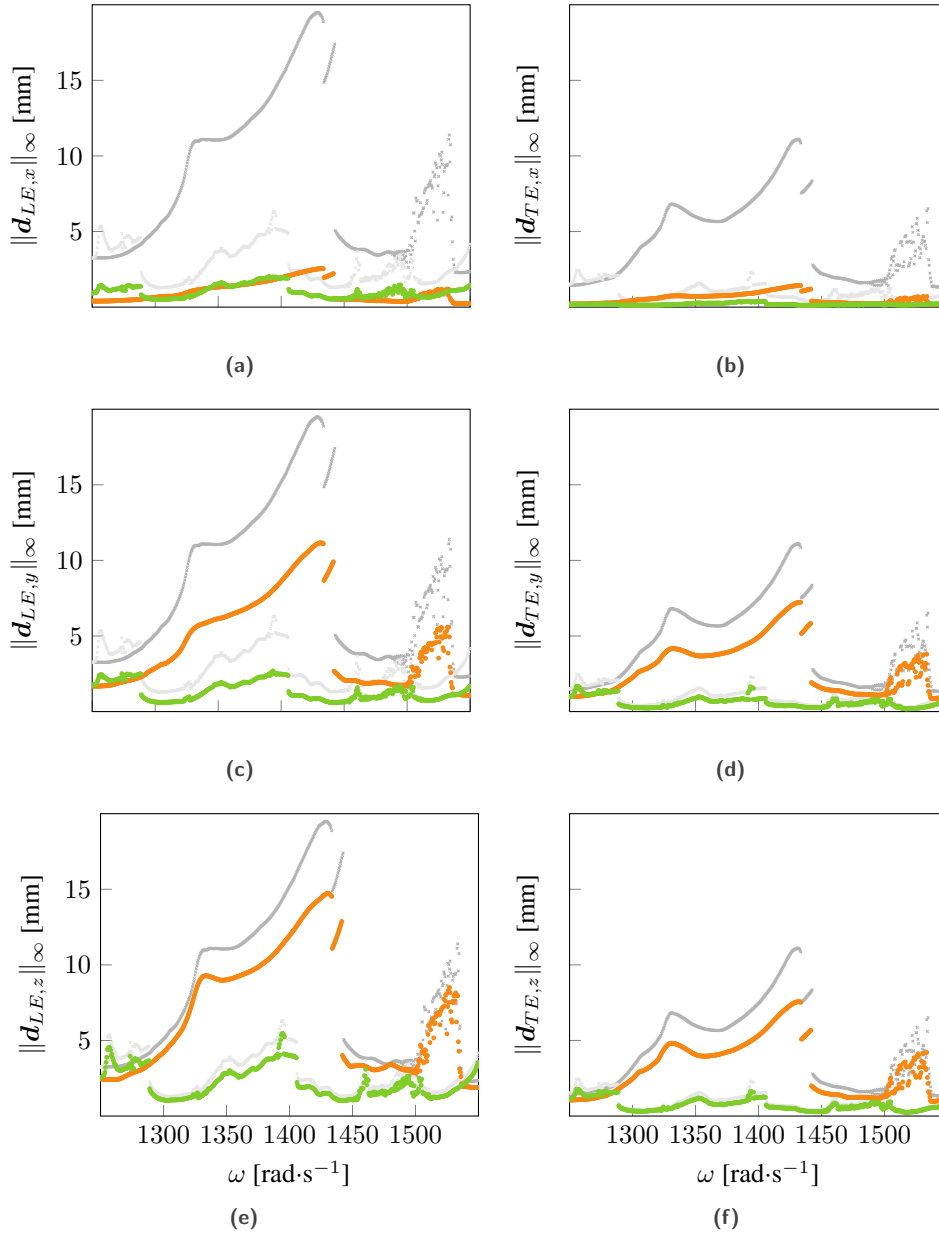 15
10
5
‖d_{LE,x}‖_∞ [mm]
‖d_{TE,x}‖_∞ [mm]
(a)
(b)
15
10
5
‖d_{LE,y}‖_∞ [mm]
‖d_{TE,y}‖_∞ [mm]
(c)
(d)
15
10
5
‖d_{LE,z}‖_∞ [mm]
‖d_{TE,z}‖_∞ [mm]
1300 1350 1400 1450 1500
1300 1350 1400 1450 1500
ω [rad·s⁻¹]
ω [rad·s⁻¹]
(e)
(f)